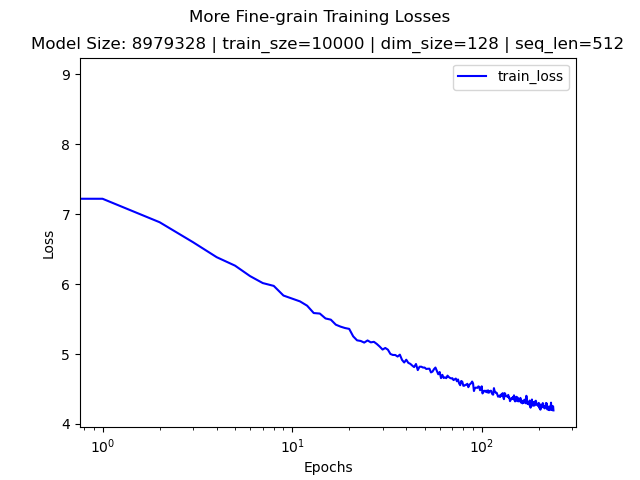 More Fine-grain Training Losses
Model Size: 8979328 | train_sze=10000 | dim_size=128 | seq_len=512
train_loss
9
8
7
6
5
4
Loss
10⁰
10¹
10²
Epochs